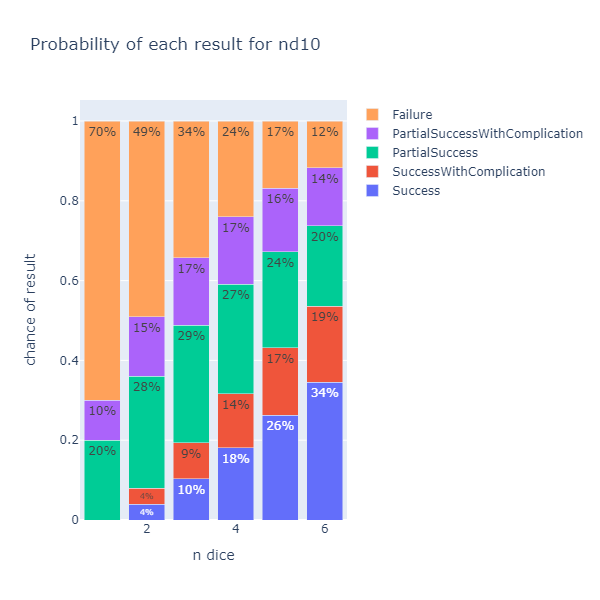 Probability of each result for nd10
Failure
PartialSuccessWithComplication
PartialSuccess
SuccessWithComplication
Success
chance of result
1
0.8
0.6
0.4
0.2
0
70% 49% 34% 24% 17% 12%
10% 15% 17% 17% 16% 14%
20% 28% 29% 27% 24% 20%
4% 9% 14% 17% 19%
4% 10% 18% 26% 34%
2 4 6
n dice